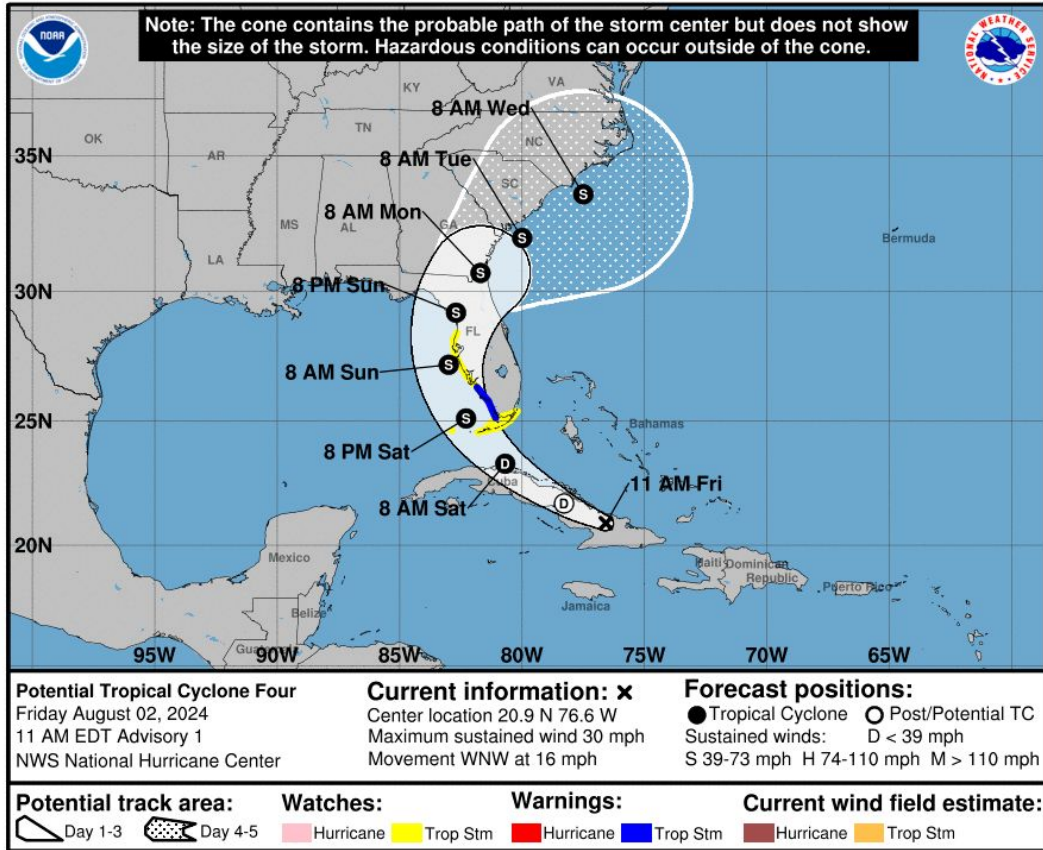 Note: The cone contains the probable path of the storm center but does not show
the size of the storm. Hazardous conditions can occur outside of the cone.
NOAA
NATIONAL WEATHER SERVICE
KY
VA
8 AM Wed
OK
TN
NC
35N
AR
8 AM Tue
SC
8 AM Mon
S
MS
AL
GA
S
Bermuda
LA
S
30N
8 PM Sun
S
FL
8 AM Sun
S
25N
S
Bahamas
8 PM Sat
D
11 AM Fri
Cuba
8 AM Sat
D
20N
Mexico
Haiti
Dominican
Republic
Puerto Rico
Jamaica
Belize
Guatemala
95W
90W
85W
80W
75W
70W
65W
Potential Tropical Cyclone Four
Friday August 02, 2024
11 AM EDT Advisory 1
NWS National Hurricane Center
Current information: x
Center location 20.9 N 76.6 W
Maximum sustained wind 30 mph
Movement WNW at 16 mph
Forecast positions:
Tropical Cyclone Post/Potential TC
Sustained winds: D < 39 mph
S 39-73 mph H 74-110 mph M > 110 mph
Potential track area:
Day 1-3 Day 4-5
Watches:
Hurricane Trop Stm
Warnings:
Hurricane Trop Stm
Current wind field estimate:
Hurricane Trop Stm